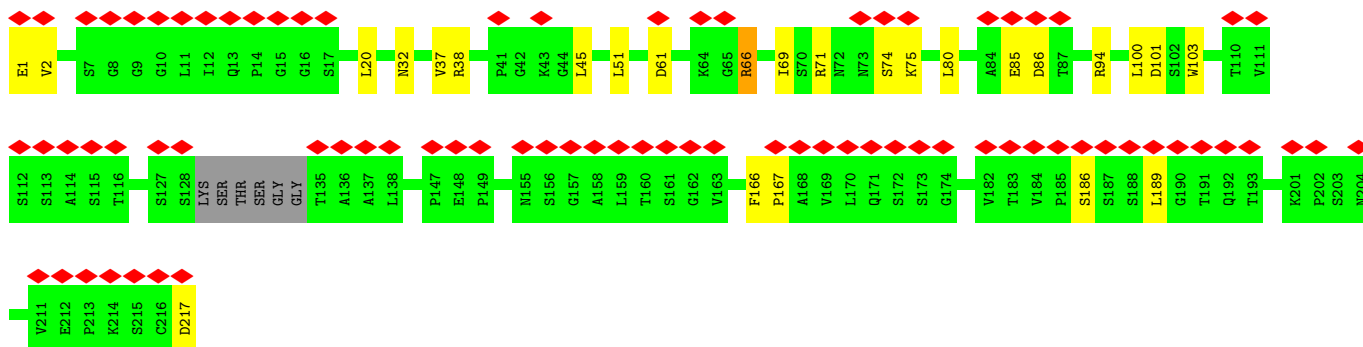 E1 V2 S7 G8 G9 G10 L11 I12 Q13 P14 G15 G16 S17 L20 N32 V37 R38 P41 G42 K43 G44 L45 L51 D61 K64 G65 R66 I69 S70 R71 N72 N73 S74 K75 L80 A84 E85 D86 T87 R94 L100 D101 S102 W103 T110 V111
S112 S113 A114 S115 T116 S127 S128 LYS SER THR SER GLY GLY T135 A136 A137 L138 P147 E148 P149 N155 S156 G157 A158 L159 T160 S161 G162 V163 F166 P167 A168 V169 L170 Q171 S172 S173 G174 V182 T183 V184 P185 S186 S187 S188 L189 G190 T191 Q192 T193 K201 P202 S203 N204
V211 E212 P213 K214 S215 C216 D217